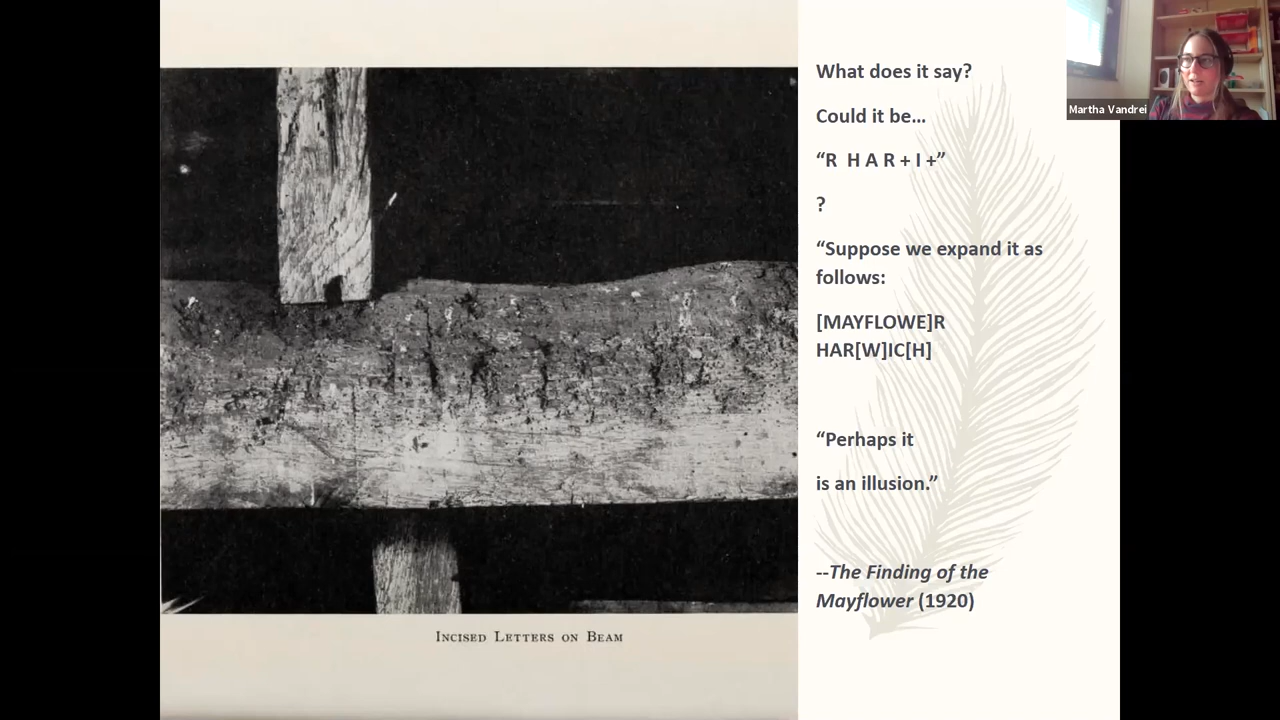 What does it say?
Could it be…
“R  H A R + I +”
?
“Suppose we expand it as
follows:
[MAYFLOWE]R
HAR[W]IC[H]
“Perhaps it
is an illusion.”
--The Finding of the
Mayflower (1920)
Incised Letters on Beam
Martha Vandrei